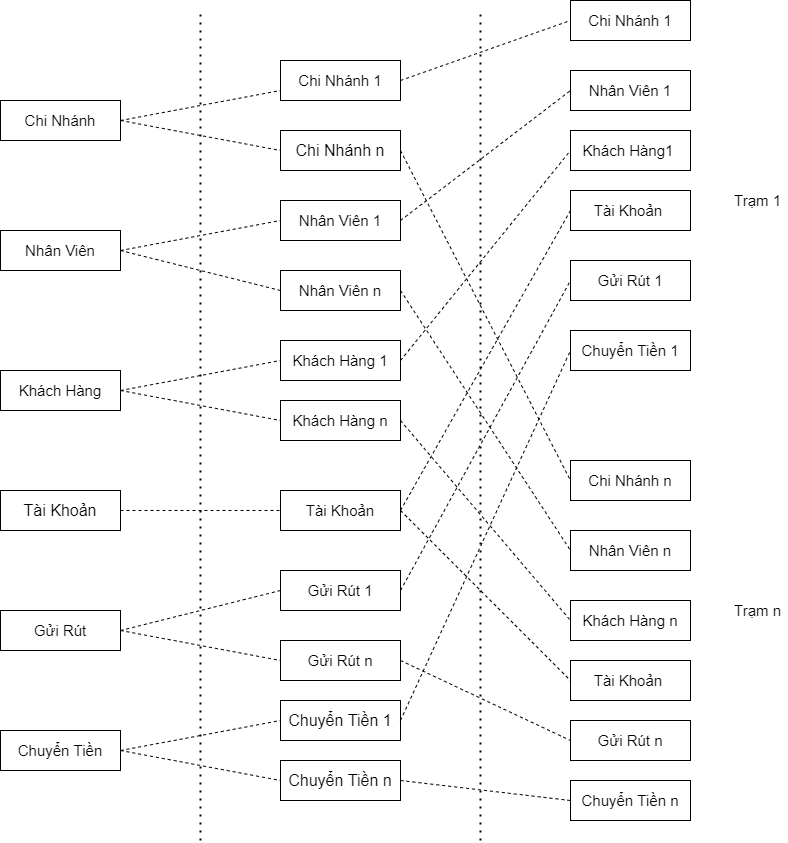 Chi Nhánh
Nhân Viên
Khách Hàng
Tài Khoản
Gửi Rút
Chuyển Tiền
Chi Nhánh 1
Chi Nhánh n
Nhân Viên 1
Nhân Viên n
Khách Hàng 1
Khách Hàng n
Tài Khoản
Gửi Rút 1
Gửi Rút n
Chuyển Tiền 1
Chuyển Tiền n
Chi Nhánh 1
Nhân Viên 1
Khách Hàng1
Tài Khoản
Gửi Rút 1
Chuyển Tiền 1
Chi Nhánh n
Nhân Viên n
Khách Hàng n
Tài Khoản
Gửi Rút n
Chuyển Tiền n
Trạm 1
Trạm n